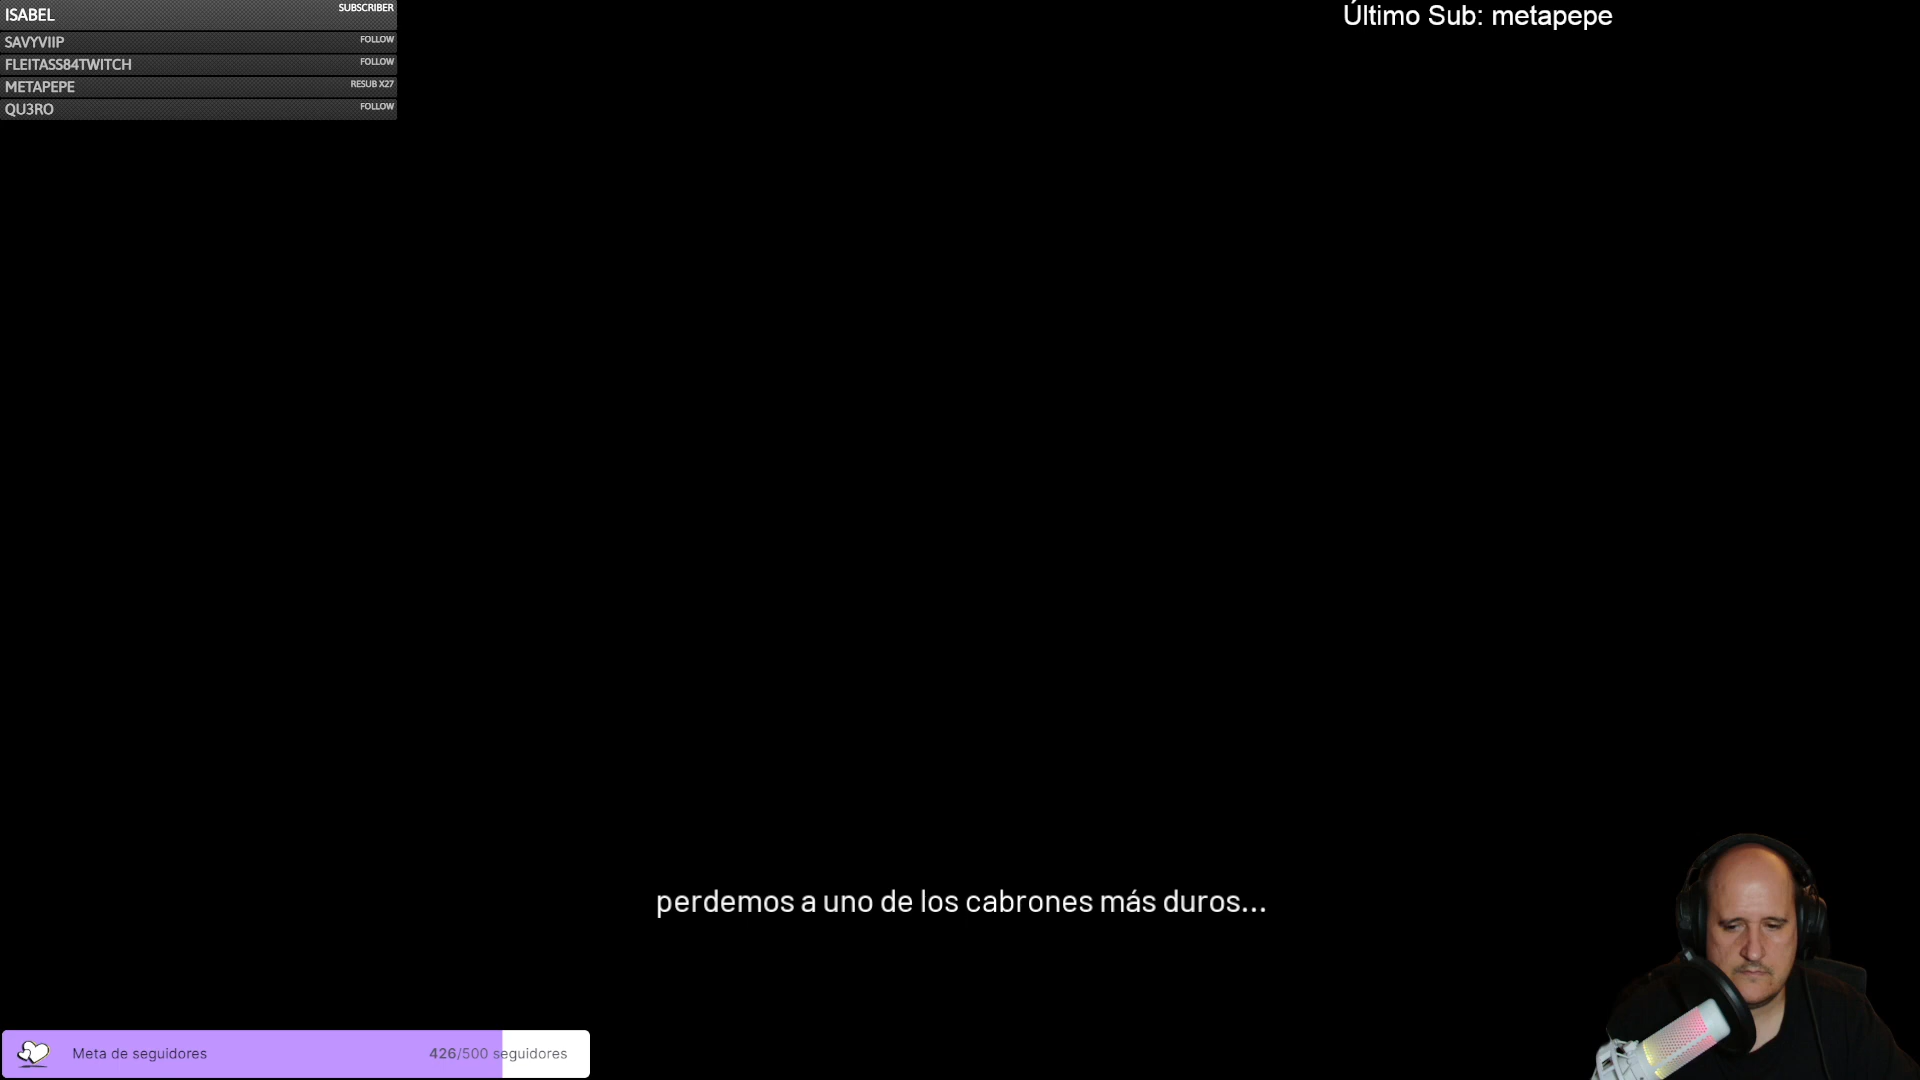 ISABEL SUBSCRIBER
SAVYVIIP FOLLOW
FLEITASS84TWITCH FOLLOW
METAPEPE RESUB X27
QU3RO FOLLOW
Último Sub: metapepe
perdemos a uno de los cabrones más duros...
Meta de seguidores 426/500 seguidores